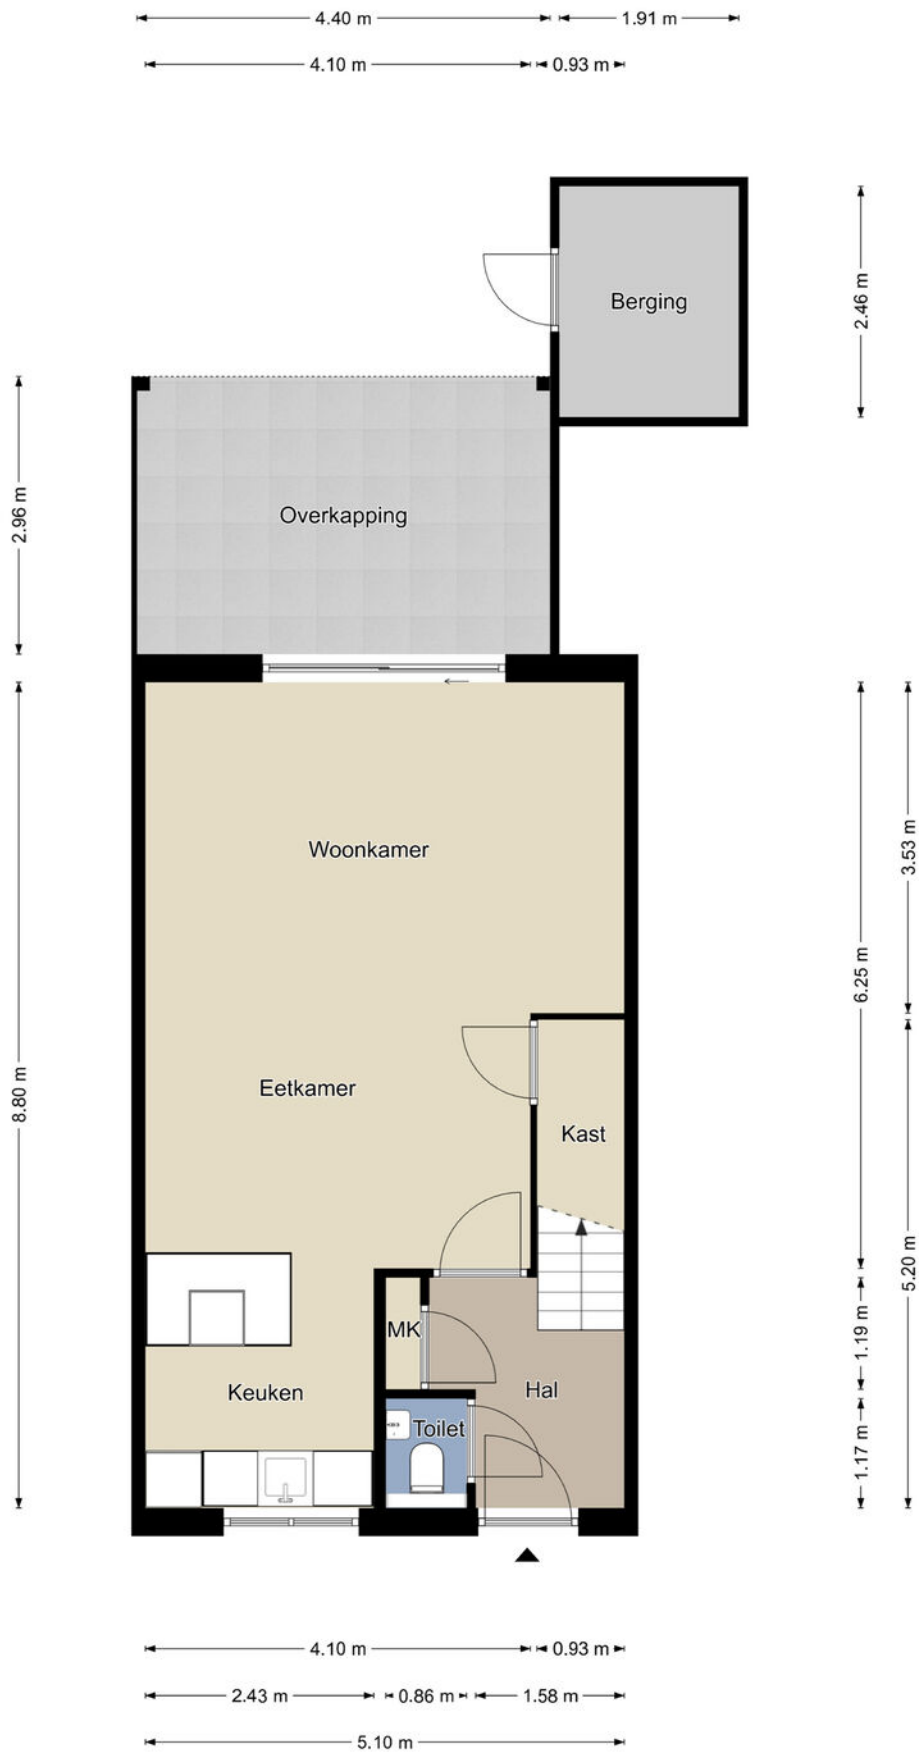 4.40 m
1.91 m
4.10 m
0.93 m
Berging
2.46 m
2.96 m
Overkapping
Woonkamer
3.53 m
6.25 m
8.80 m
Eetkamer
Kast
5.20 m
MK
1.19 m
Keuken
Hal
Toilet
1.17 m
4.10 m
0.93 m
2.43 m
0.86 m
1.58 m
5.10 m